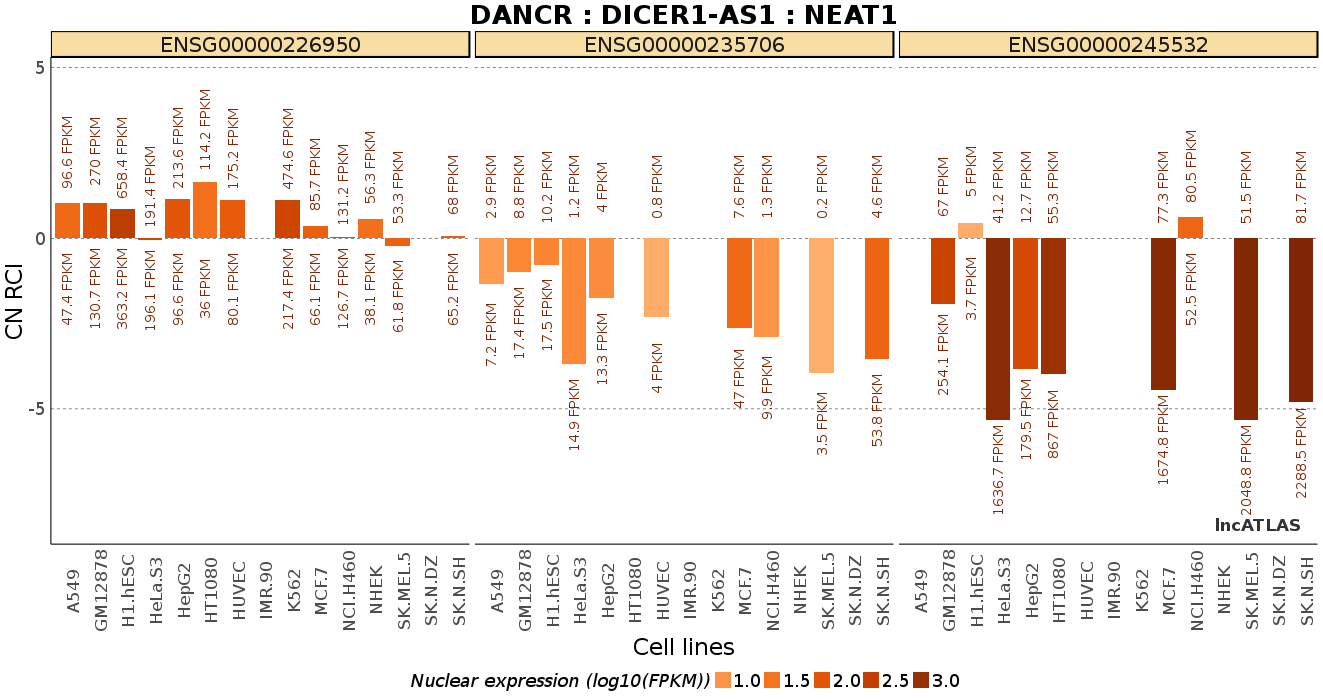 DANCR : DICER1-AS1 : NEAT1
ENSG00000226950 ENSG00000235706 ENSG00000245532
CN RCI
5
0
-5
96.6 FPKM 270 FPKM 658.4 FPKM 191.4 FPKM 213.6 FPKM 114.2 FPKM 175.2 FPKM 474.6 FPKM 85.7 FPKM 131.2 FPKM 56.3 FPKM 53.3 FPKM 68 FPKM
47.4 FPKM 130.7 FPKM 363.2 FPKM 196.1 FPKM 96.6 FPKM 36 FPKM 80.1 FPKM 217.4 FPKM 66.1 FPKM 126.7 FPKM 38.1 FPKM 61.8 FPKM 65.2 FPKM
2.9 FPKM 8.8 FPKM 10.2 FPKM 1.2 FPKM 4 FPKM 0.8 FPKM 7.6 FPKM 1.3 FPKM 0.2 FPKM 4.6 FPKM
7.2 FPKM 17.4 FPKM 17.5 FPKM 14.9 FPKM 13.3 FPKM 4 FPKM 47 FPKM 9.9 FPKM 3.5 FPKM 53.8 FPKM
67 FPKM 5 FPKM 41.2 FPKM 12.7 FPKM 55.3 FPKM 77.3 FPKM 80.5 FPKM 51.5 FPKM 81.7 FPKM
254.1 FPKM 3.7 FPKM 1636.7 FPKM 179.5 FPKM 867 FPKM 1674.8 FPKM 52.5 FPKM 2048.8 FPKM 2288.5 FPKM
lncATLAS
A549 GM12878 H1.hESC HeLa.S3 HepG2 HT1080 HUVEC IMR.90 K562 MCF.7 NCI.H460 NHEK SK.MEL.5 SK.N.DZ SK.N.SH
A549 GM12878 H1.hESC HeLa.S3 HepG2 HT1080 HUVEC IMR.90 K562 MCF.7 NCI.H460 NHEK SK.MEL.5 SK.N.DZ SK.N.SH
A549 GM12878 H1.hESC HeLa.S3 HepG2 HT1080 HUVEC IMR.90 K562 MCF.7 NCI.H460 NHEK SK.MEL.5 SK.N.DZ SK.N.SH
Cell lines
Nuclear expression (log10(FPKM)) 1.0 1.5 2.0 2.5 3.0